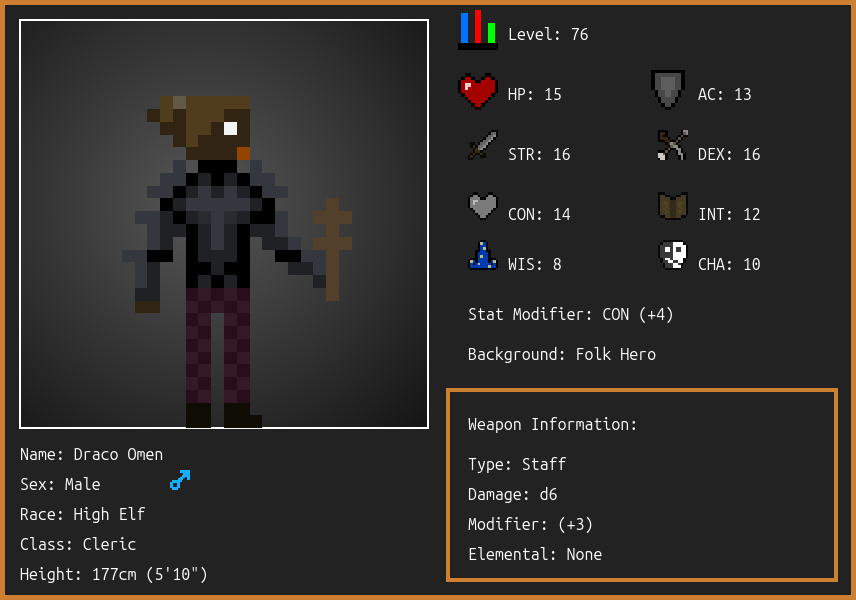 Level: 76
HP: 15
AC: 13
STR: 16
DEX: 16
CON: 14
INT: 12
WIS: 8
CHA: 10
Stat Modifier: CON (+4)
Background: Folk Hero
Weapon Information:
Type: Staff
Damage: d6
Modifier: (+3)
Elemental: None
Name: Draco Omen
Sex: Male
Race: High Elf
Class: Cleric
Height: 177cm (5'10")